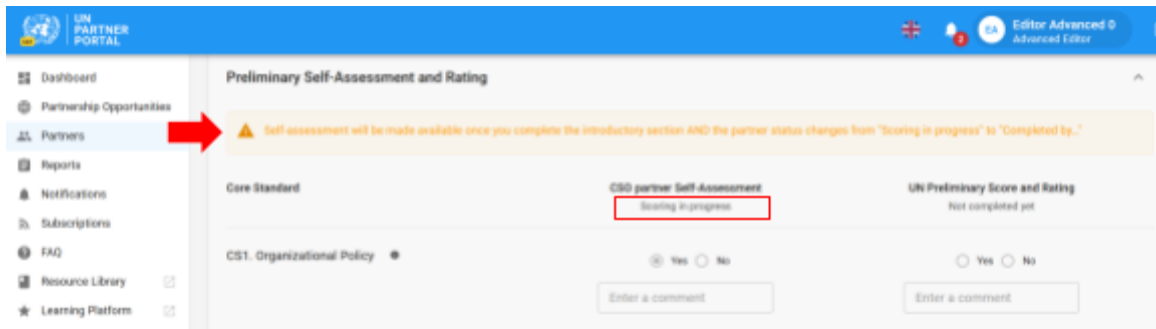 UN
PARTNER
PORTAL
2
EA
Editor Advanced 0
Advanced Editor
Dashboard
Partnership Opportunities
Partners
Reports
Notifications
Subscriptions
FAQ
Resource Library
Learning Platform
Preliminary Self-Assessment and Rating
Self-assessment will be made available once you complete the introductory section AND the partner status changes from "Scoring in progress" to "Completed by..."
Core Standard
CSO partner Self-Assessment
UN Preliminary Score and Rating
Scoring in progress
Not completed yet
CS1. Organizational Policy
Yes No
Yes No
Enter a comment
Enter a comment